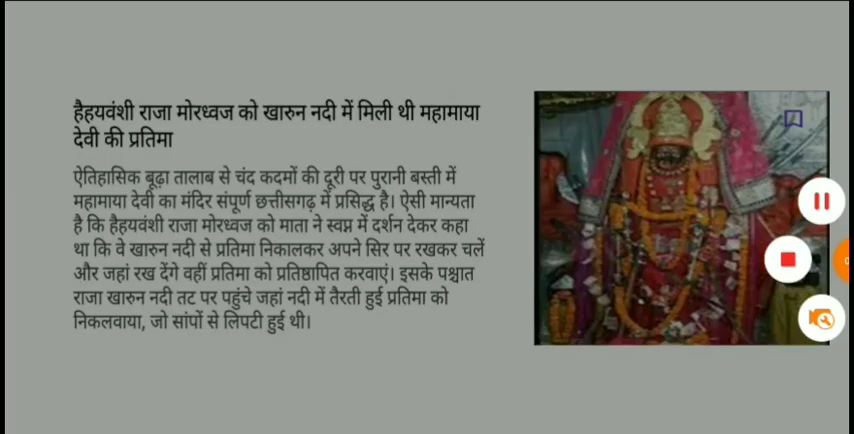 हैहयवंशी राजा मोरध्वज को खारुन नदी में मिली थी महामाया
देवी की प्रतिमा
ऐतिहासिक बूढ़ा तालाब से चंद कदमों की दूरी पर पुरानी बस्ती में
महामाया देवी का मंदिर संपूर्ण छत्तीसगढ़ में प्रसिद्ध है। ऐसी मान्यता
है कि हैहयवंशी राजा मोरध्वज को माता ने स्वप्न में दर्शन देकर कहा
था कि वे खारुन नदी से प्रतिमा निकालकर अपने सिर पर रखकर चलें
और जहां रख देंगे वहीं प्रतिमा को प्रतिष्ठापित करवाएं। इसके पश्चात
राजा खारुन नदी तट पर पहुंचे जहां नदी में तैरती हुई प्रतिमा को
निकलवाया, जो सांपों से लिपटी हुई थी।